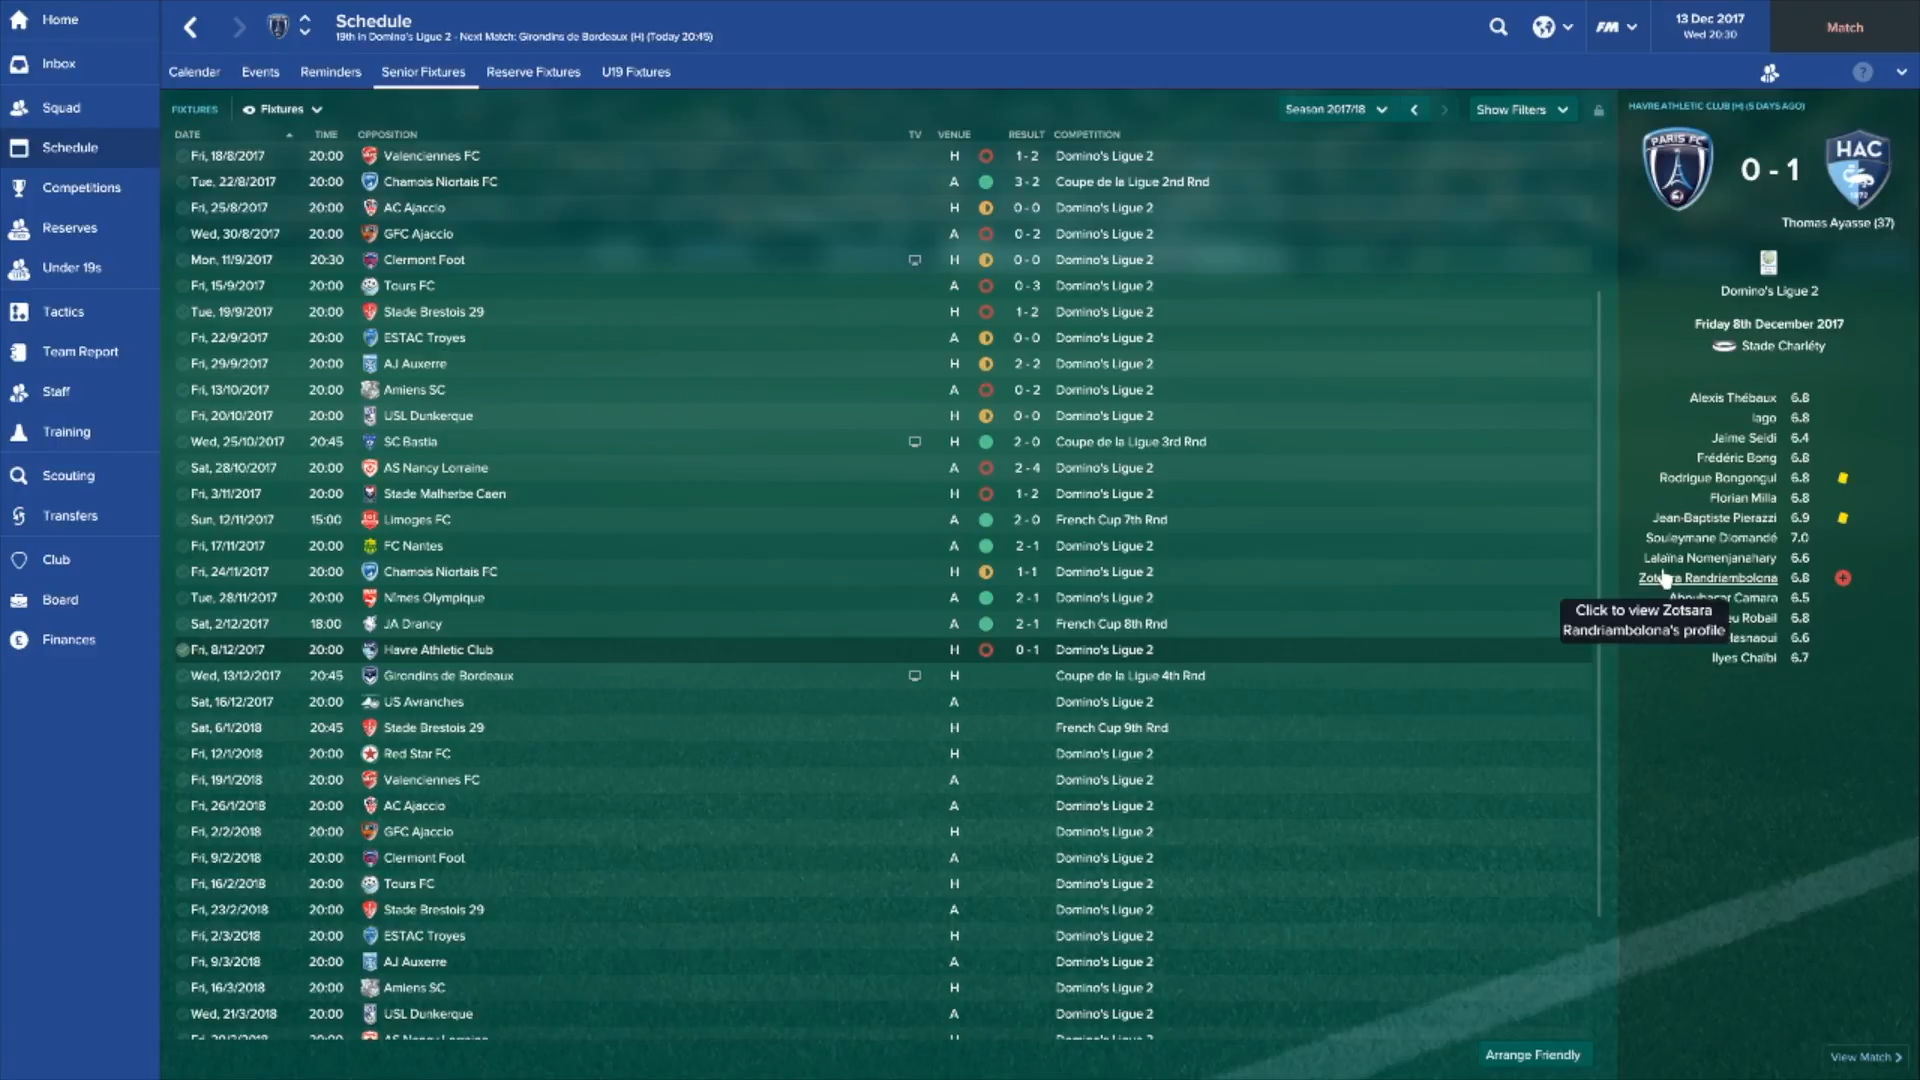 Home
Inbox
Squad
Schedule
Competitions
Reserves
Under 19s
Tactics
Team Report
Staff
Training
Scouting
Transfers
Club
Board
Finances
Schedule
19th in Domino's Ligue 2 - Next Match: Girondins de Bordeaux (H) (Today 20:45)
FM
13 Dec 2017
Wed 20:30
Match
Calendar Events Reminders Senior Fixtures Reserve Fixtures U19 Fixtures
FIXTURES Fixtures Season 2017/18 Show Filters
DATE TIME OPPOSITION TV VENUE RESULT COMPETITION
Fri, 18/8/2017 20:00 Valenciennes FC H 1 - 2 Domino's Ligue 2
Tue, 22/8/2017 20:00 Chamois Niortais FC A 3 - 2 Coupe de la Ligue 2nd Rnd
Fri, 25/8/2017 20:00 AC Ajaccio H 0 - 0 Domino's Ligue 2
Wed, 30/8/2017 20:00 GFC Ajaccio A 0 - 2 Domino's Ligue 2
Mon, 11/9/2017 20:30 Clermont Foot H 0 - 0 Domino's Ligue 2
Fri, 15/9/2017 20:00 Tours FC A 0 - 3 Domino's Ligue 2
Tue, 19/9/2017 20:00 Stade Brestois 29 H 1 - 2 Domino's Ligue 2
Fri, 22/9/2017 20:00 ESTAC Troyes A 0 - 0 Domino's Ligue 2
Fri, 29/9/2017 20:00 AJ Auxerre H 2 - 2 Domino's Ligue 2
Fri, 13/10/2017 20:00 Amiens SC A 0 - 2 Domino's Ligue 2
Fri, 20/10/2017 20:00 USL Dunkerque H 0 - 0 Domino's Ligue 2
Wed, 25/10/2017 20:45 SC Bastia H 2 - 0 Coupe de la Ligue 3rd Rnd
Sat, 28/10/2017 20:00 AS Nancy Lorraine A 2 - 4 Domino's Ligue 2
Fri, 3/11/2017 20:00 Stade Malherbe Caen H 1 - 2 Domino's Ligue 2
Sun, 12/11/2017 15:00 Limoges FC A 2 - 0 French Cup 7th Rnd
Fri, 17/11/2017 20:00 FC Nantes A 2 - 1 Domino's Ligue 2
Fri, 24/11/2017 20:00 Chamois Niortais FC H 1 - 1 Domino's Ligue 2
Tue, 28/11/2017 20:00 Nîmes Olympique A 2 - 1 Domino's Ligue 2
Sat, 2/12/2017 18:00 JA Drancy A 2 - 1 French Cup 8th Rnd
Fri, 8/12/2017 20:00 Havre Athletic Club H 0 - 1 Domino's Ligue 2
Wed, 13/12/2017 20:45 Girondins de Bordeaux H Coupe de la Ligue 4th Rnd
Sat, 16/12/2017 20:00 US Avranches A Domino's Ligue 2
Sat, 6/1/2018 20:45 Stade Brestois 29 H French Cup 9th Rnd
Fri, 12/1/2018 20:00 Red Star FC H Domino's Ligue 2
Fri, 19/1/2018 20:00 Valenciennes FC A Domino's Ligue 2
Fri, 26/1/2018 20:00 AC Ajaccio A Domino's Ligue 2
Fri, 2/2/2018 20:00 GFC Ajaccio H Domino's Ligue 2
Fri, 9/2/2018 20:00 Clermont Foot A Domino's Ligue 2
Fri, 16/2/2018 20:00 Tours FC H Domino's Ligue 2
Fri, 23/2/2018 20:00 Stade Brestois 29 A Domino's Ligue 2
Fri, 2/3/2018 20:00 ESTAC Troyes H Domino's Ligue 2
Fri, 9/3/2018 20:00 AJ Auxerre A Domino's Ligue 2
Fri, 16/3/2018 20:00 Amiens SC H Domino's Ligue 2
Wed, 21/3/2018 20:00 USL Dunkerque A Domino's Ligue 2
Arrange Friendly
HAVRE ATHLETIC CLUB (H) (5 DAYS AGO)
PARIS FC
0 - 1
HAC
1872
Thomas Ayasse (37)
Domino's Ligue 2
Friday 8th December 2017
Stade Charléty
Alexis Thébaux 6.8
Iago 6.8
Jaime Seidi 6.4
Frédéric Bong 6.8
Rodrigue Bongongui 6.8
Florian Milla 6.8
Jean-Baptiste Pierazzi 6.9
Souleymane Diomandé 7.0
Lalaïna Nomenjanahary 6.6
Randriambolona 6.8
Aboubacar Camara 6.5
Robail 6.8
6.6
Ilyes Chaïbi 6.7
Click to view Zotsara
Randriambolona's profile
View Match